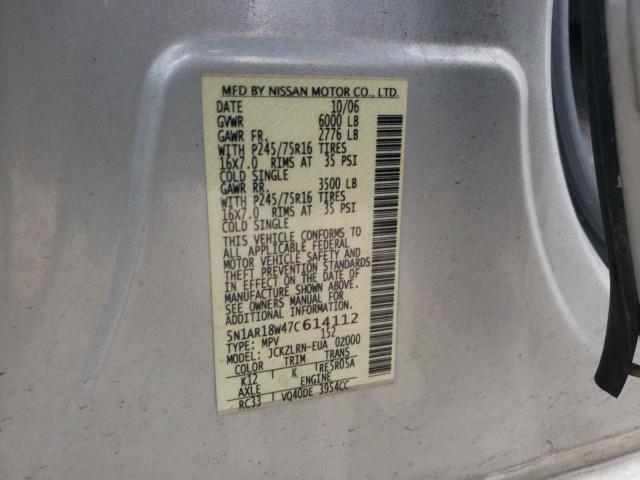 MFD BY NISSAN MOTOR CO., LTD.
DATE 10/06
GVWR 6000 LB
GAWR FR. 2776 LB
WITH P245/75R16 TIRES
16X7.0 RIMS AT 35 PSI
COLD SINGLE
GAWR RR. 3500 LB
WITH P245/75R16 TIRES
16X7.0 RIMS AT 35 PSI
COLD SINGLE
THIS VEHICLE CONFORMS TO
ALL APPLICABLE FEDERAL
MOTOR VEHICLE SAFETY AND
THEFT PREVENTION STANDARDS
IN EFFECT ON THE DATE OF
MANUFACTURE SHOWN ABOVE.
SEE OWNERS MANUAL FOR
ADDITIONAL INFORMATION.
5N1AR18W47C614112
TYPE: MPV 15Z
MODEL: JCKZLRN-EUA 02000
COLOR TRIM TRANS
K12 K TRE5R05A
AXLE ENGINE
RC33 VQ40DE 3954CC